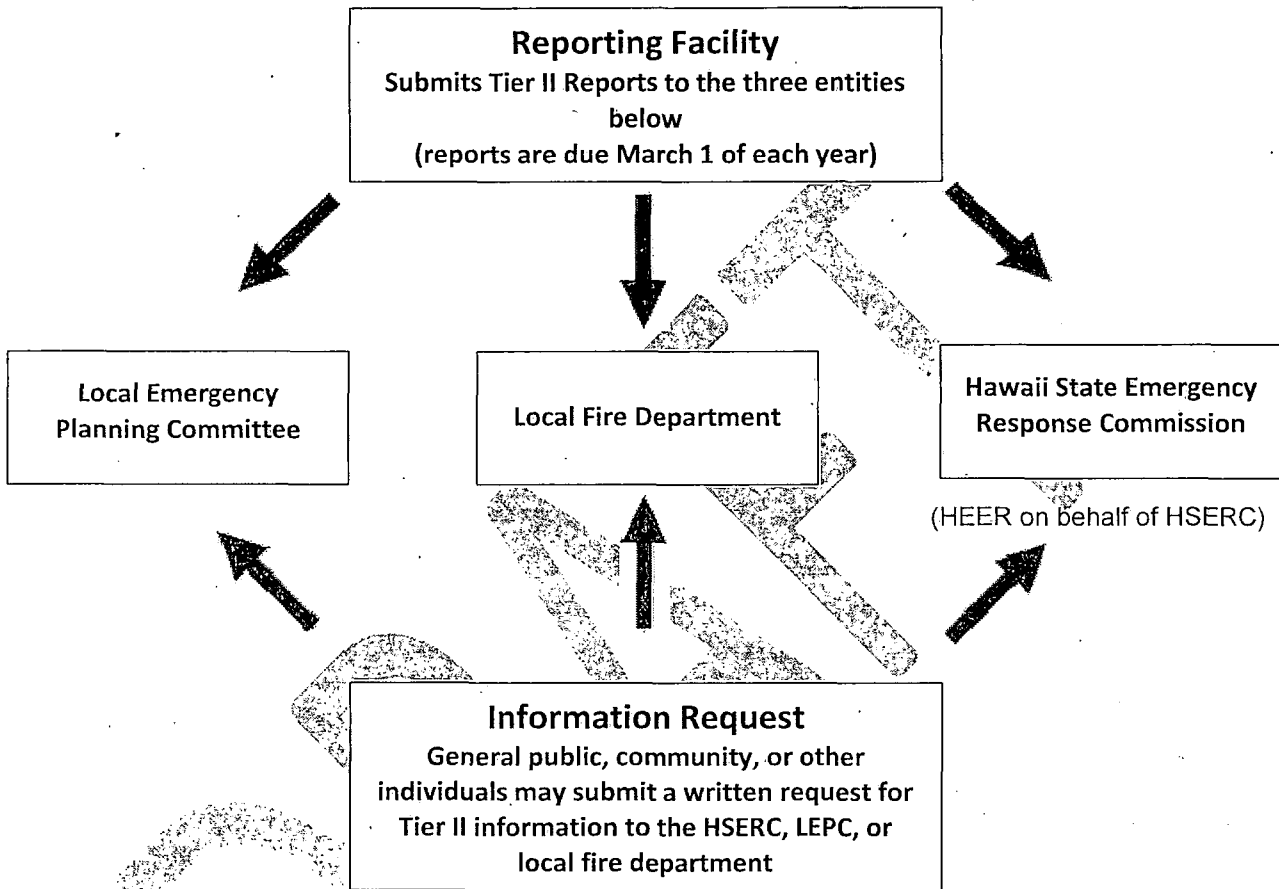 Reporting Facility
Submits Tier II Reports to the three entities
below
(reports are due March 1 of each year)
Local Emergency
Planning Committee
Local Fire Department
Hawaii State Emergency
Response Commission
(HEER on behalf of HSERC)
Information Request
General public, community, or other
individuals may submit a written request for
Tier II information to the HSERC, LEPC, or
local fire department